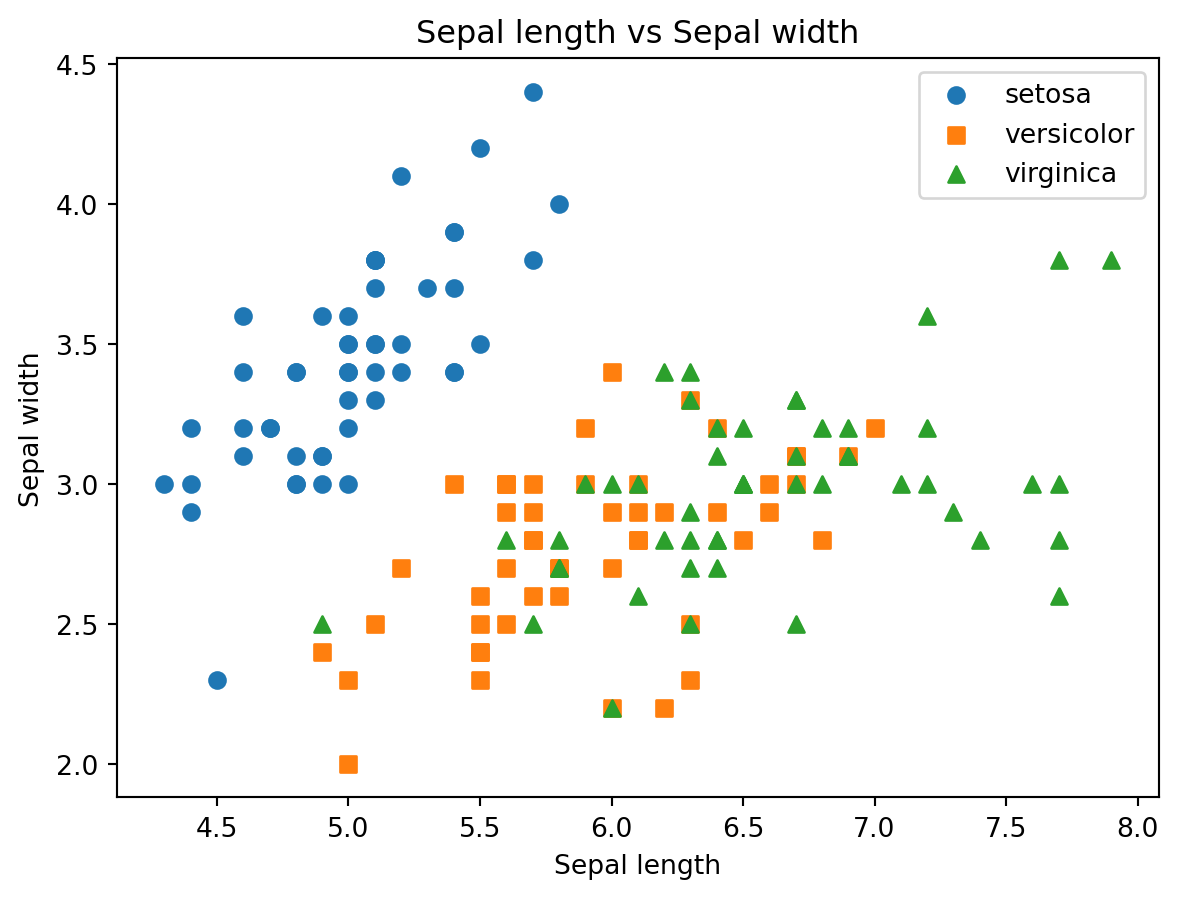 Sepal length vs Sepal width
setosa
versicolor
virginica
4.5
4.0
3.5
3.0
2.5
2.0
Sepal width
4.5 5.0 5.5 6.0 6.5 7.0 7.5 8.0
Sepal length